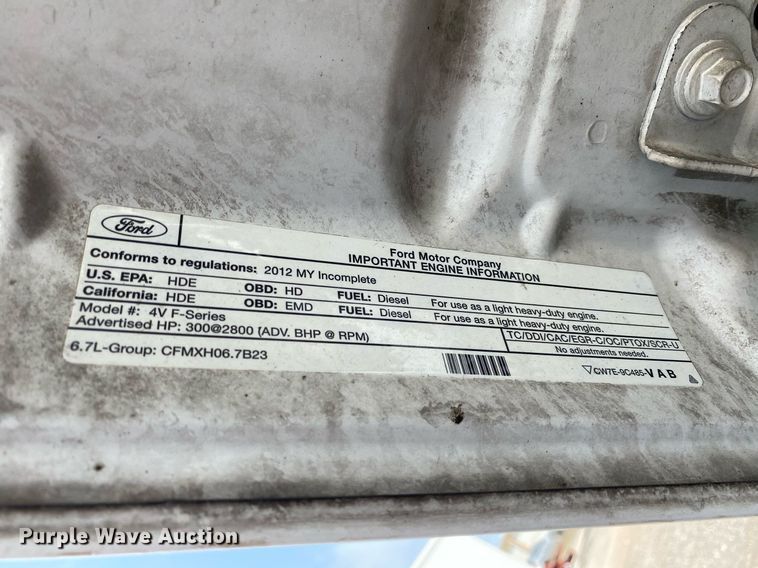 Ford
Ford Motor Company
IMPORTANT ENGINE INFORMATION
Conforms to regulations: 2012 MY Incomplete
U.S. EPA: HDE OBD: HD FUEL: Diesel For use as a light heavy-duty engine.
California: HDE OBD: EMD FUEL: Diesel For use as a light heavy-duty engine.
Model #: 4V F-Series
Advertised HP: 300@2800 (ADV. BHP @ RPM)
TC/DDI/CAC/EGR-C/OC/PTOX/SCR-U
No adjustments needed.
6.7L-Group: CFMXH06.7B23
CW7E-9C485-VAB
Purple Wave Auction